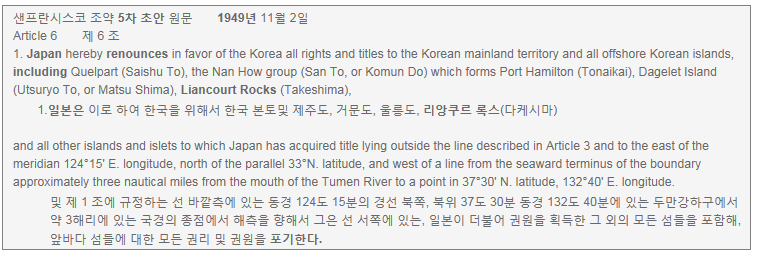 샌프란시스코 조약 5차 초안 원문 1949년 11월 2일
Article 6 제 6 조
1. Japan hereby renounces in favor of the Korea all rights and titles to the Korean mainland territory and all offshore Korean islands,
including Quelpart (Saishu To), the Nan How group (San To, or Komun Do) which forms Port Hamilton (Tonaikai), Dagelet Island
(Utsuryo To, or Matsu Shima), Liancourt Rocks (Takeshima),
1.일본은 이로 하여 한국을 위해서 한국 본토및 제주도, 거문도, 울릉도, 리앙쿠르 록스(다케시마)
and all other islands and islets to which Japan has acquired title lying outside the line described in Article 3 and to the east of the
meridian 124°15' E. longitude, north of the parallel 33°N. latitude, and west of a line from the seaward terminus of the boundary
approximately three nautical miles from the mouth of the Tumen River to a point in 37°30' N. latitude, 132°40' E. longitude.
및 제 1 조에 규정하는 선 바깥측에 있는 동경 124도 15분의 경선 북쪽, 북위 37도 30분 동경 132도 40분에 있는 두만강하구에서
약 3해리에 있는 국경의 종점에서 해측을 향해서 그은 선 서쪽에 있는, 일본이 더불어 권원을 획득한 그 외의 모든 섬들을 포함해,
앞바다 섬들에 대한 모든 권리 및 권원을 포기한다.